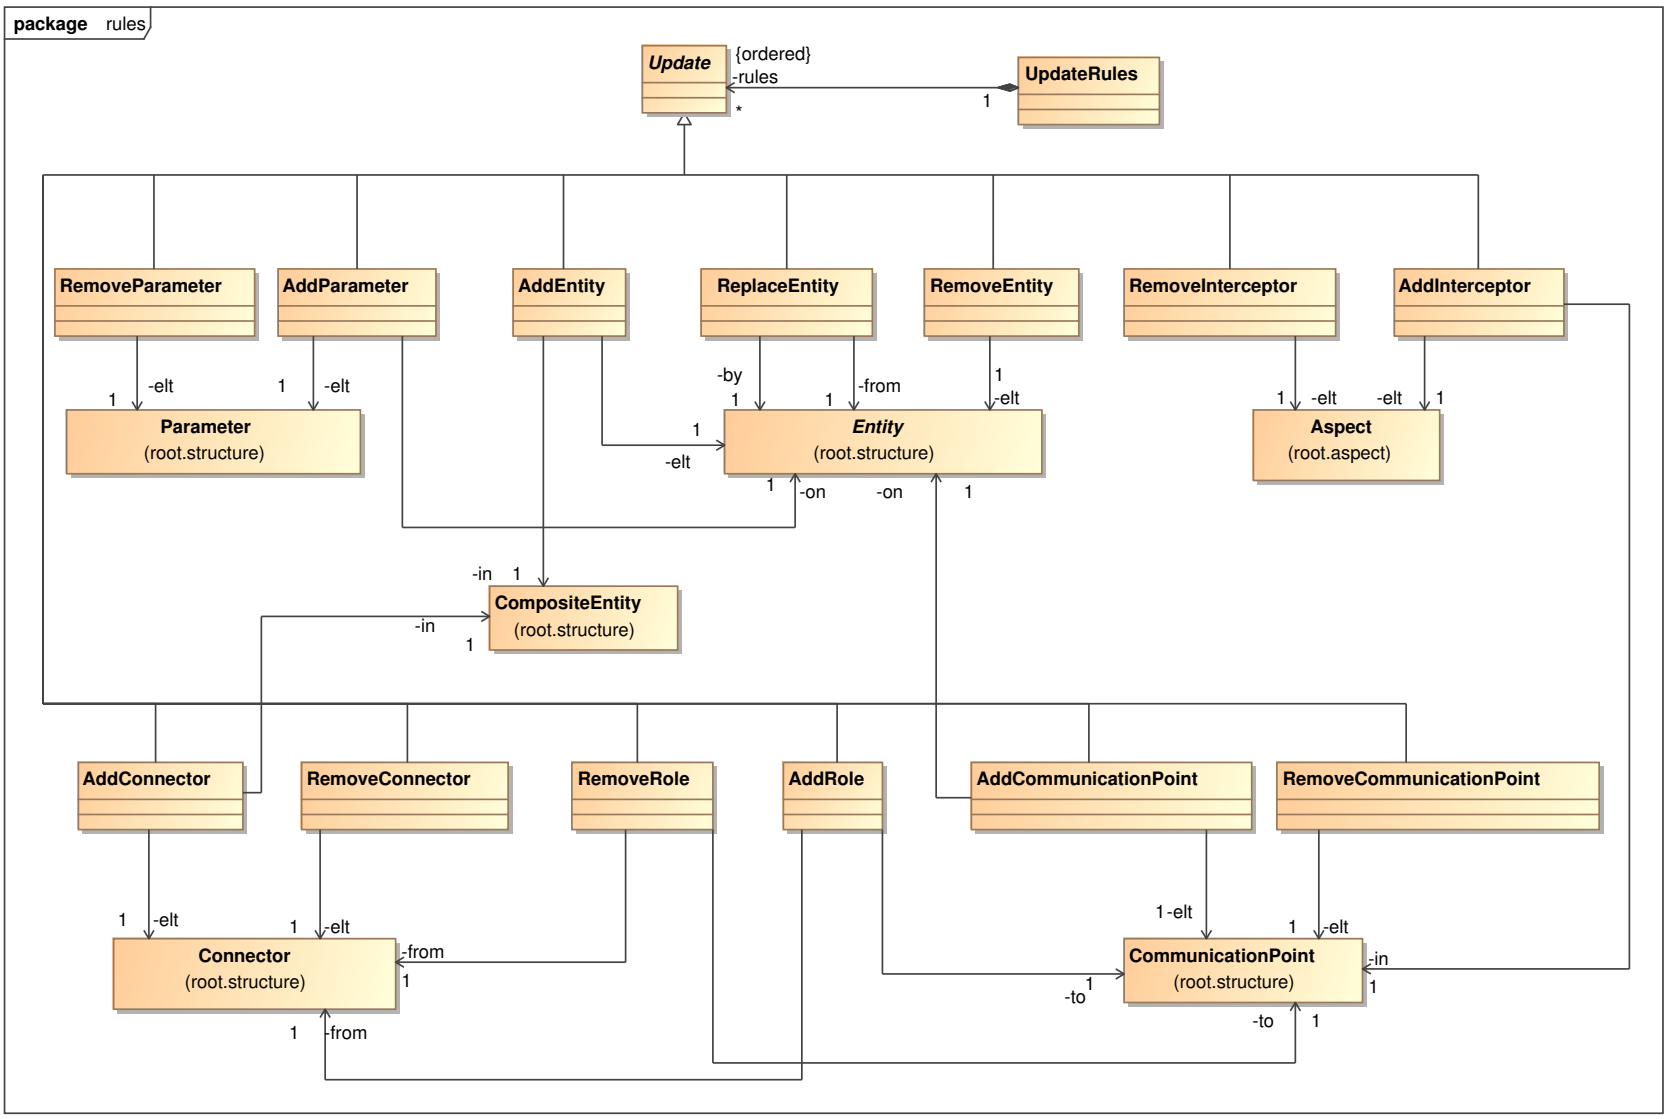 package rules
Update
{ordered}
-rules
*
1
UpdateRules
RemoveParameter
AddParameter
AddEntity
ReplaceEntity
RemoveEntity
RemoveInterceptor
AddInterceptor
1
-elt
1
-elt
-by
1
1
-from
1
-elt
1
-elt
-elt
1
Parameter
(root.structure)
1
-elt
Entity
(root.structure)
Aspect
(root.aspect)
1
-on
-on
1
-in
1
CompositeEntity
(root.structure)
-in
1
AddConnector
RemoveConnector
RemoveRole
AddRole
AddCommunicationPoint
RemoveCommunicationPoint
1
-elt
1
-elt
1
-elt
1
-elt
Connector
(root.structure)
-from
1
1
-to
CommunicationPoint
(root.structure)
-in
1
1
-from
-to
1